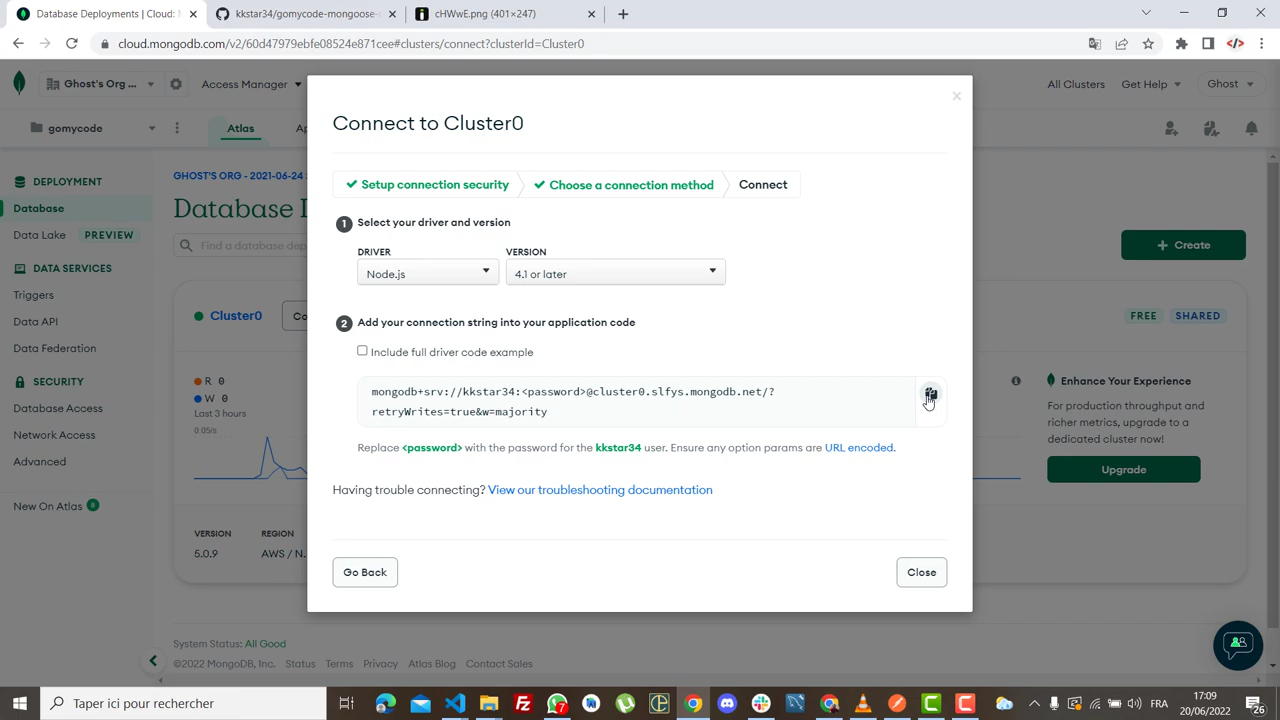 Database Deployments | Cloud: M
kkstar34/gomycode-mongoose-
cHWwE.png (401×247)
cloud.mongodb.com/v2/60d47979ebfe08524e871cee#clusters/connect?clusterId=Cluster0
Ghost's Org ...
Access Manager
All Clusters
Get Help
Ghost
gomycode
Atlas
Ap
DEPLOYMENT
Database
Data Lake
PREVIEW
DATA SERVICES
Triggers
Data API
Data Federation
SECURITY
Database Access
Network Access
Advanced
New On Atlas
8
GHOST'S ORG - 2021-06-24
Database D
Find a database dep
Create
Cluster0
Co
FREE
SHARED
R 0
W 0
Last 3 hours
0.05/s
Enhance Your Experience
For production throughput and
richer metrics, upgrade to a
dedicated cluster now!
Upgrade
VERSION
REGION
5.0.9
AWS / N.
Connect to Cluster0
Setup connection security
Choose a connection method
Connect
1 Select your driver and version
DRIVER
VERSION
Node.js
4.1 or later
2 Add your connection string into your application code
Include full driver code example
mongodb+srv://kkstar34:<password>@cluster0.slfys.mongodb.net/?
retryWrites=true&w=majority
Replace <password> with the password for the kkstar34 user. Ensure any option params are URL encoded.
Having trouble connecting? View our troubleshooting documentation
Go Back
Close
System Status: All Good
©2022 MongoDB, Inc.
Status
Terms
Privacy
Atlas Blog
Contact Sales
Taper ici pour rechercher
FRA
17:09
20/06/2022
26